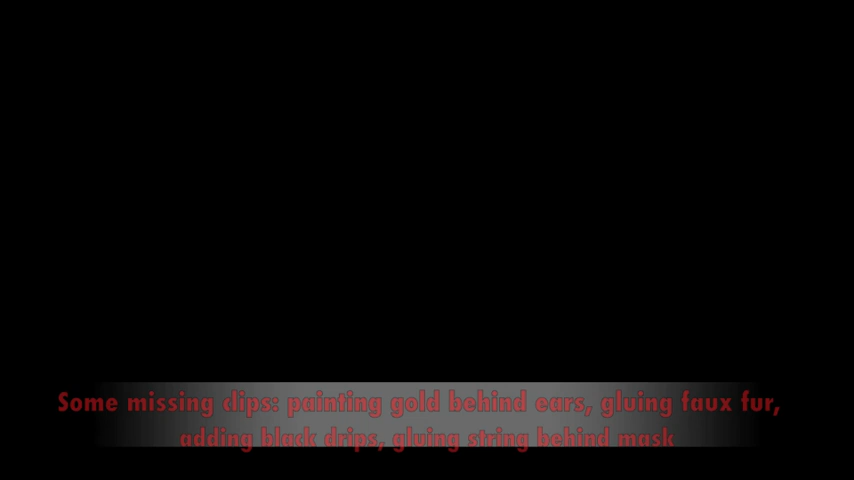 Some missing clips: painting gold behind ears, gluing faux fur,
adding black drips, gluing string behind mask